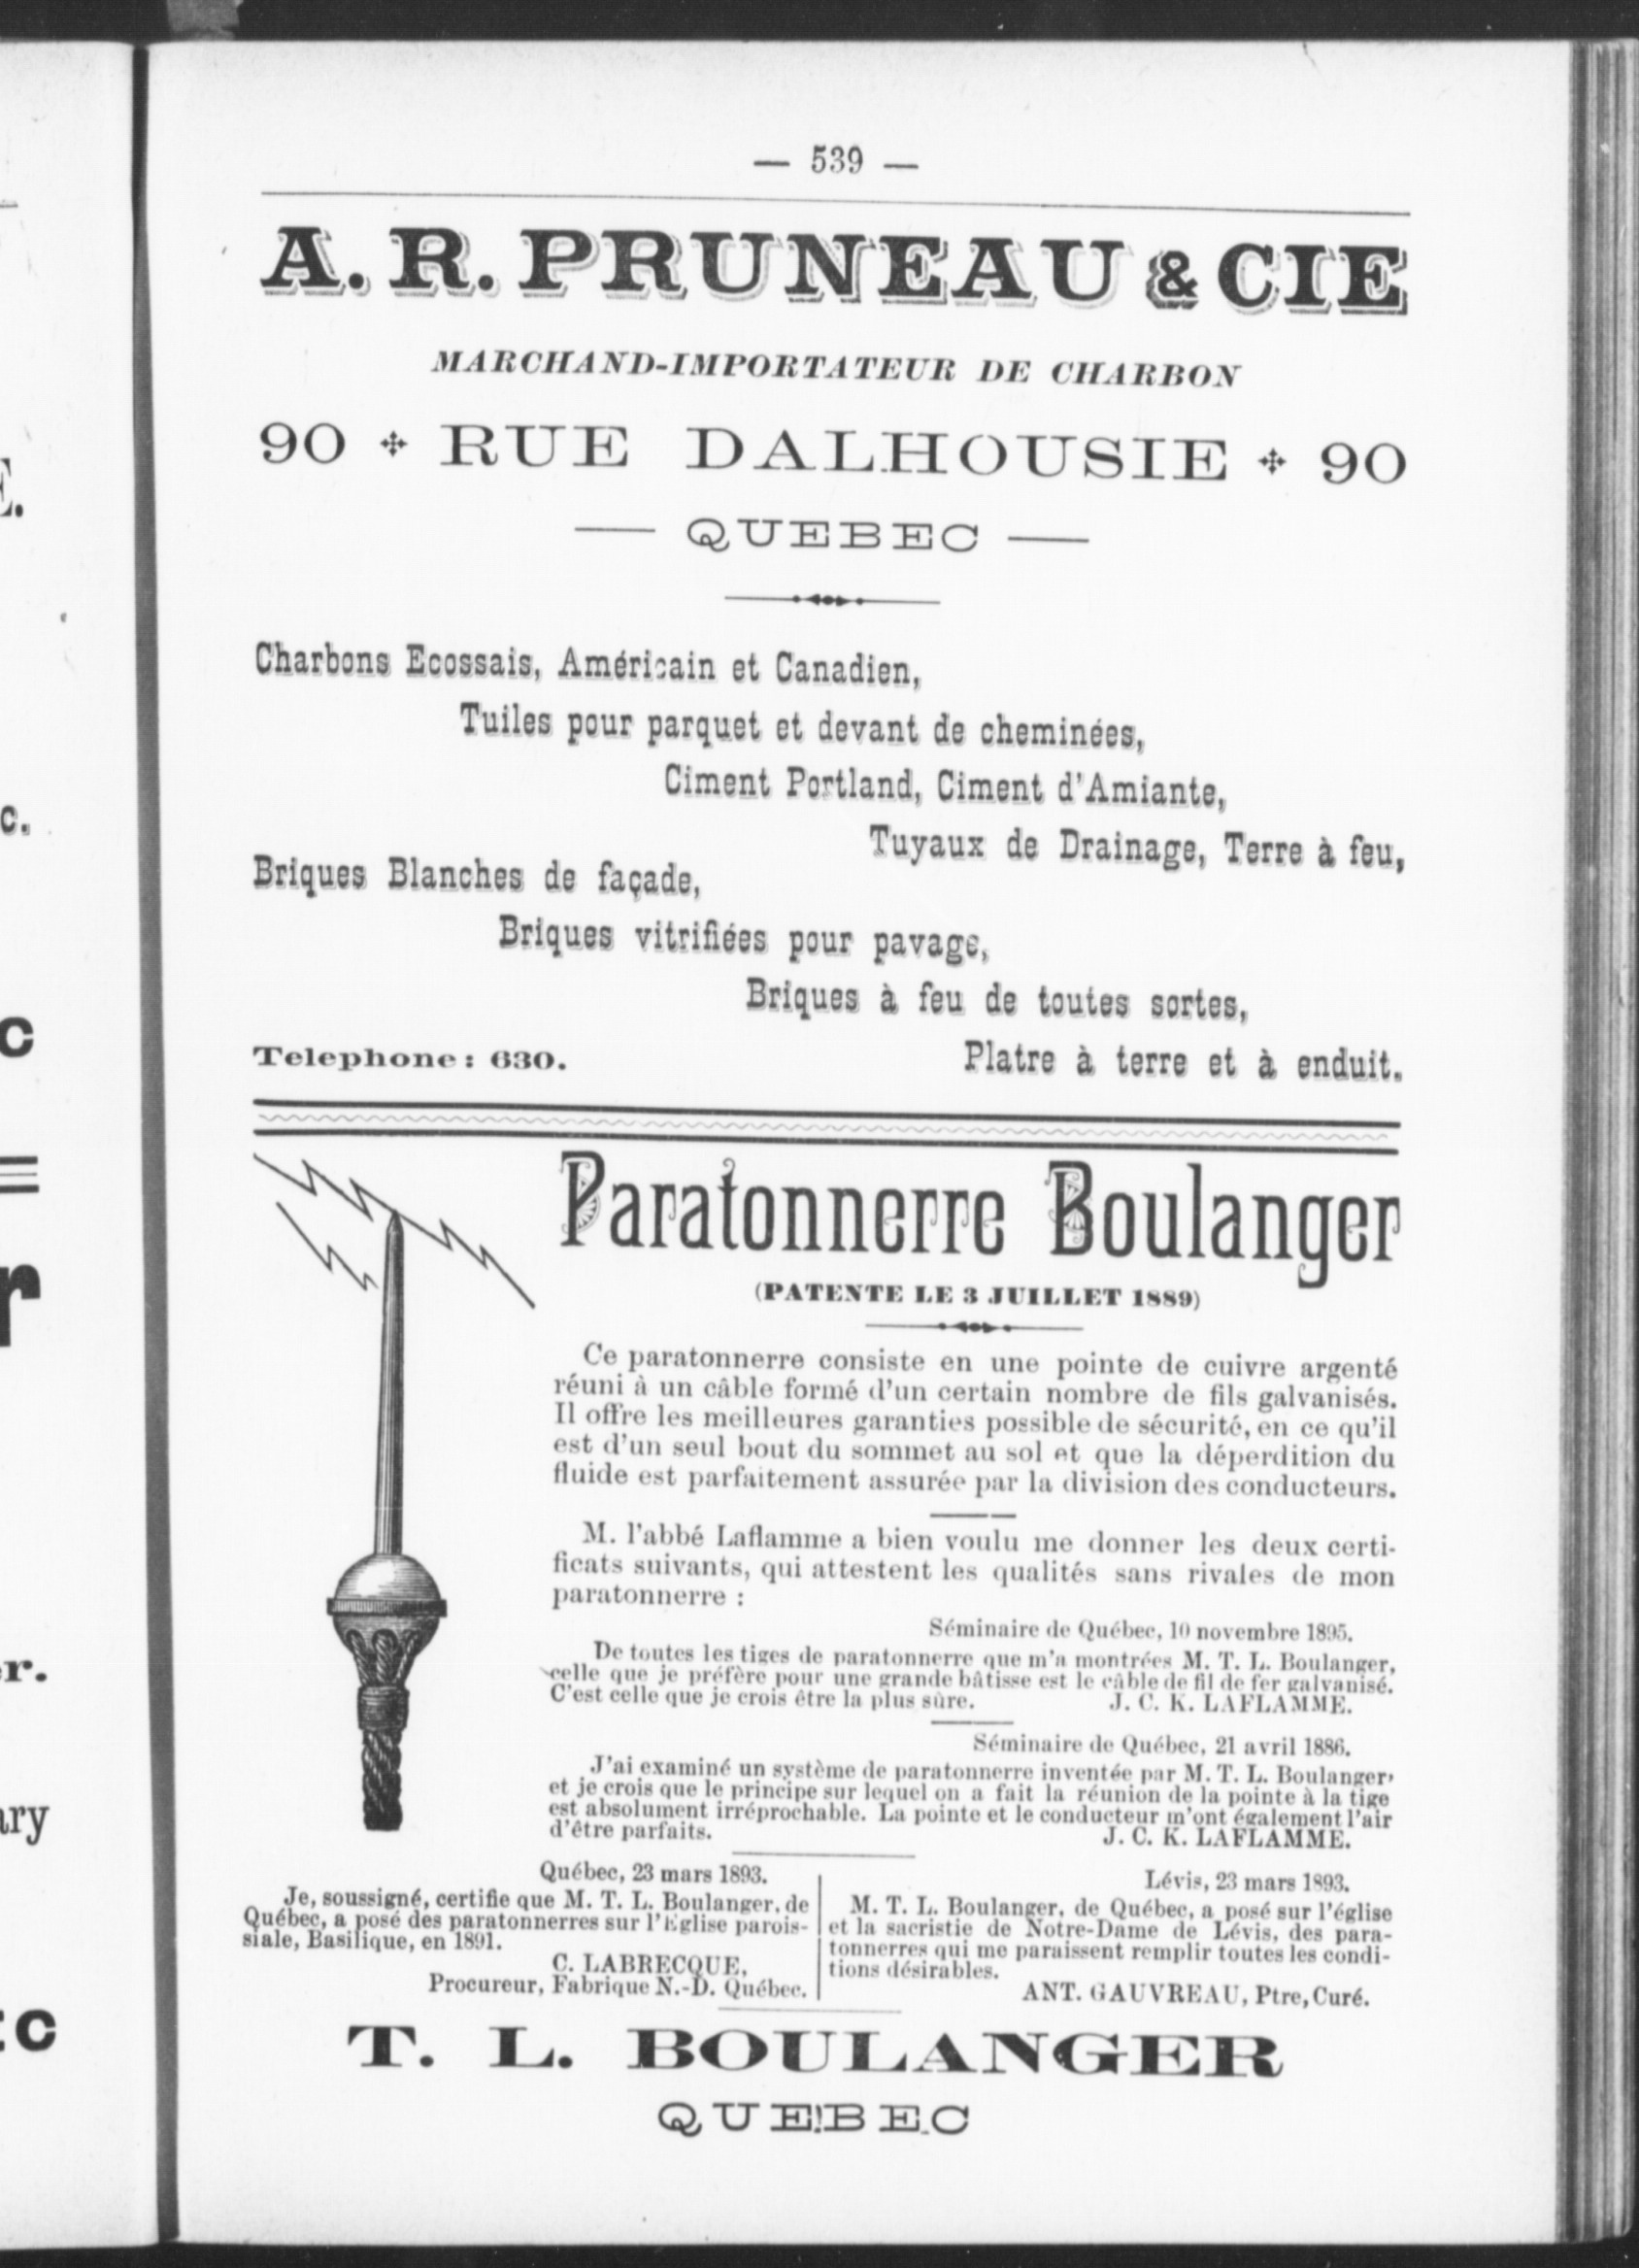 — 539 —
A. R. PRUNEAU & CIE
MARCHAND-IMPORTATEUR DE CHARBON
90 RUE DALHOUSIE 90
— QUEBEC —
Charbons Ecossais, Américain et Canadien,
Tuiles pour parquet et devant de cheminées,
Ciment Portland, Ciment d'Amiante,
Tuyaux de Drainage, Terre à feu,
Briques Blanches de façade,
Briques vitrifiées pour pavage,
Briques à feu de toutes sortes,
Telephone: 630.
Platre à terre et à enduit.
Paratonnerre Boulanger
(PATENTE LE 3 JUILLET 1889)
Ce paratonnerre consiste en une pointe de cuivre argenté
réuni à un câble formé d'un certain nombre de fils galvanisés.
Il offre les meilleures garanties possible de sécurité, en ce qu'il
est d'un seul bout du sommet au sol et que la déperdition du
fluide est parfaitement assurée par la division des conducteurs.
M. l'abbé Laflamme a bien voulu me donner les deux certi-
ficats suivants, qui attestent les qualités sans rivales de mon
paratonnerre :
Séminaire de Québec, 10 novembre 1895.
De toutes les tiges de paratonnerre que m'a montrées M. T. L. Boulanger,
celle que je préfère pour une grande bâtisse est le câble de fil de fer galvanisé.
C'est celle que je crois être la plus sûre. J. C. K. LAFLAMME.
Séminaire de Québec, 21 avril 1886.
J'ai examiné un système de paratonnerre inventée par M. T. L. Boulanger,
et je crois que le principe sur lequel on a fait la réunion de la pointe à la tige
est absolument irréprochable. La pointe et le conducteur m'ont également l'air
d'être parfaits. J. C. K. LAFLAMME.
Québec, 23 mars 1893.
Je, soussigné, certifie que M. T. L. Boulanger, de
Québec, a posé des paratonnerres sur l'Eglise parois-
siale, Basilique, en 1891.
C. LABRECQUE,
Procureur, Fabrique N.-D. Québec.
Lévis, 23 mars 1893.
M. T. L. Boulanger, de Québec, a posé sur l'église
et la sacristie de Notre-Dame de Lévis, des para-
tonnerres qui me paraissent remplir toutes les condi-
tions désirables.
ANT. GAUVREAU, Ptre, Curé.
T. L. BOULANGER
QUEBEC